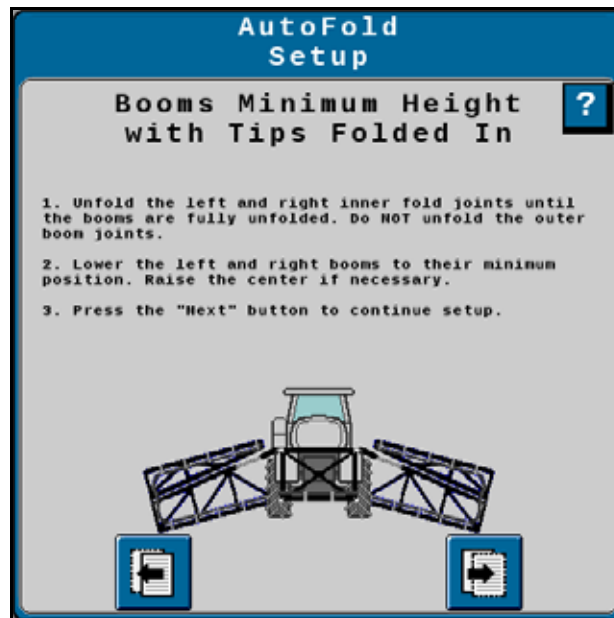 AutoFold
Setup
Booms Minimum Height
with Tips Folded In
?
1. Unfold the left and right inner fold joints until
the booms are fully unfolded. Do NOT unfold the outer
boom joints.
2. Lower the left and right booms to their minimum
position. Raise the center if necessary.
3. Press the "Next" button to continue setup.